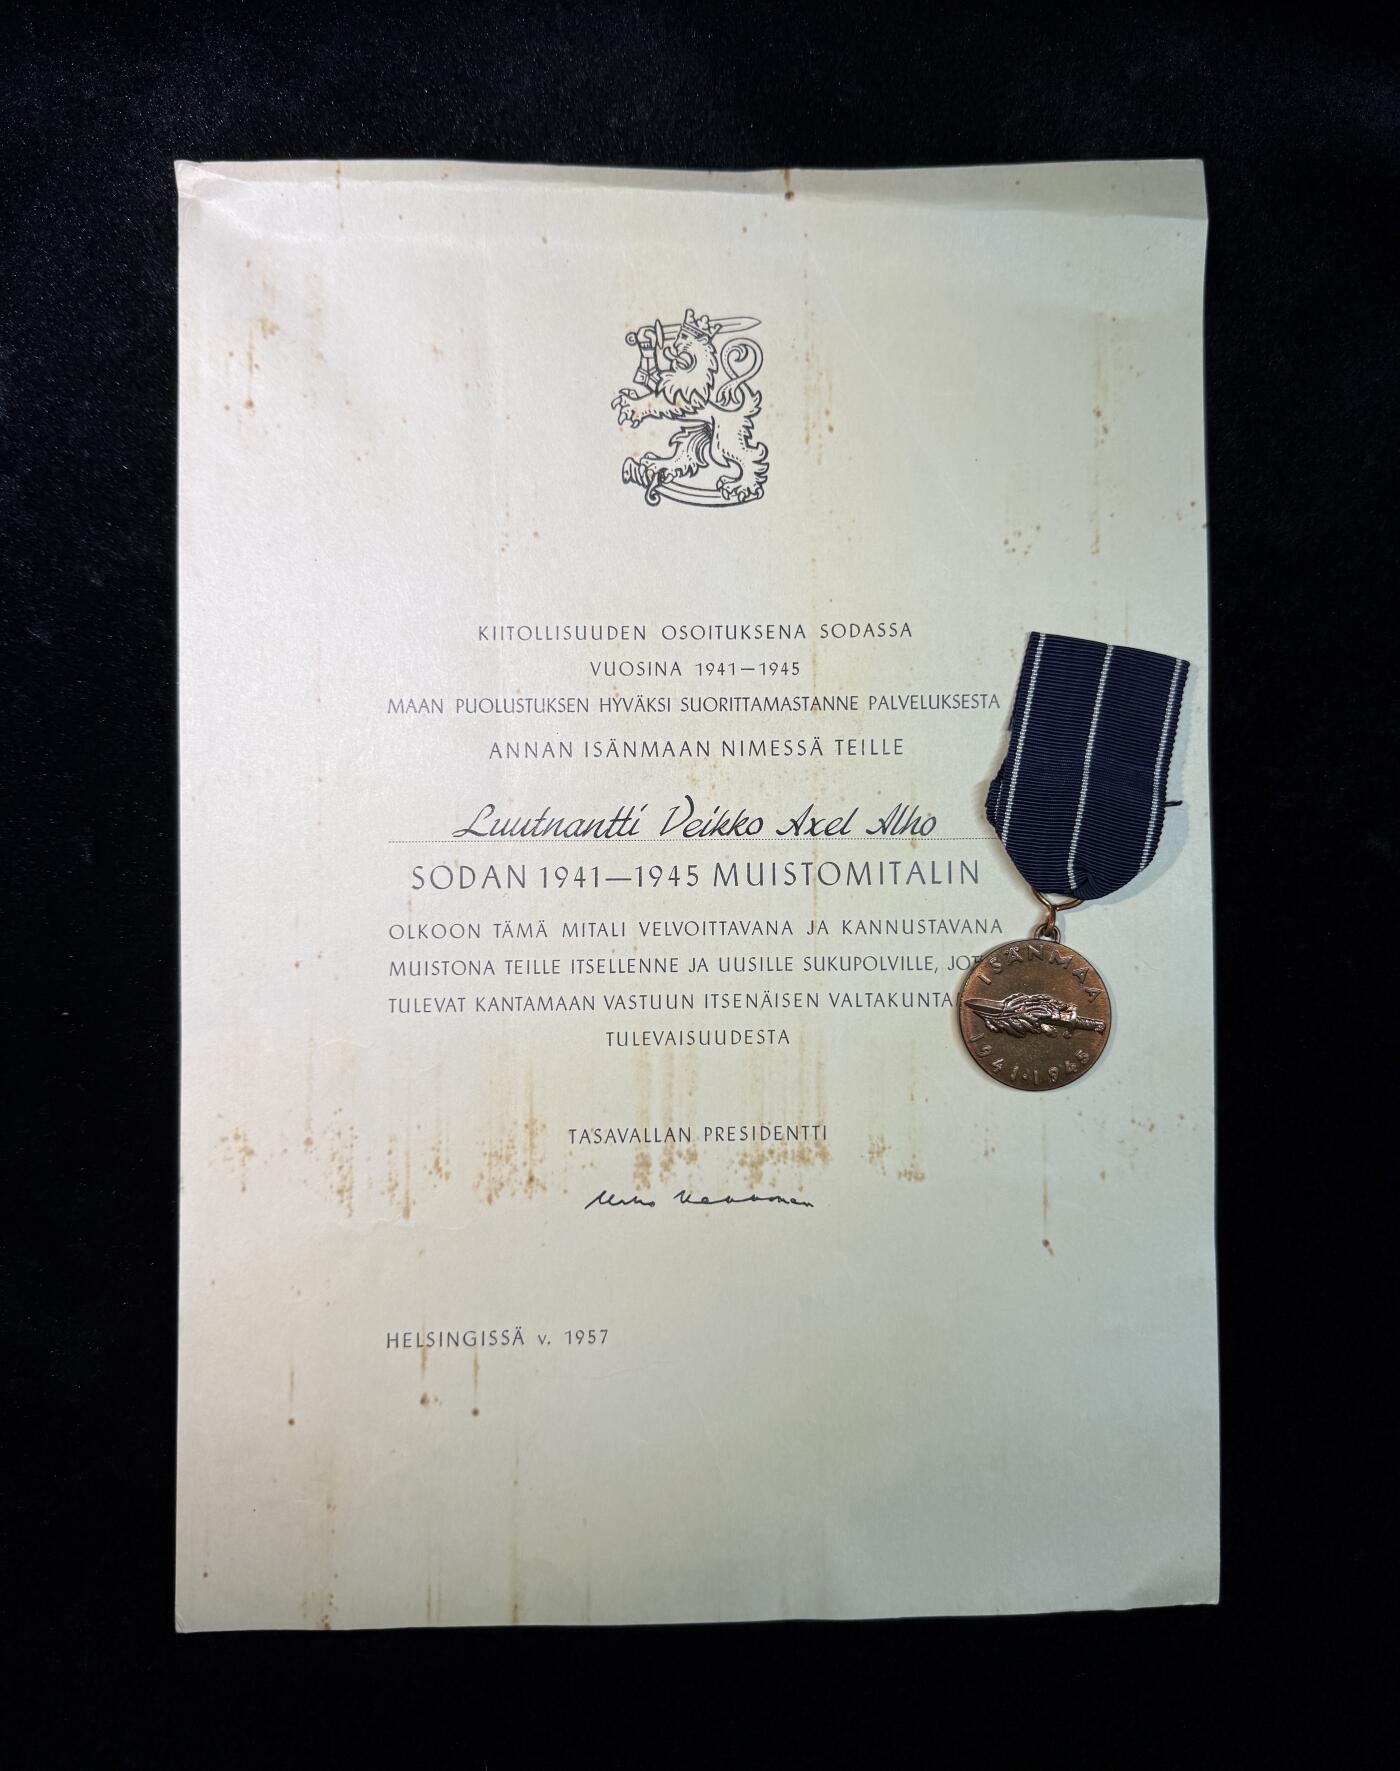 KIITOLLISUUDEN OSOITUKSENA SODASSA
VUOSINA 1941—1945
MAAN PUOLUSTUKSEN HYVÄKSI SUORITTAMASTANNE PALVELUKSESTA
ANNAN ISÄNMAAN NIMESSÄ TEILLE
Luutnantti Veikko Axel Alho
SODAN 1941—1945 MUISTOMITALIN
OLKOON TÄMÄ MITALI VELVOITTAVANA JA KANNUSTAVANA
MUISTONA TEILLE ITSELLENNE JA UUSILLE SUKUPOLVILLE,
TULEVAT KANTAMAAN VASTUUN ITSENÄISEN
TULEVAISUUDESTA
TASAVALLAN PRESIDENTTI
Urho Kekkonen
HELSINGISSÄ v. 1957
ISÄNMAA
1941·1945